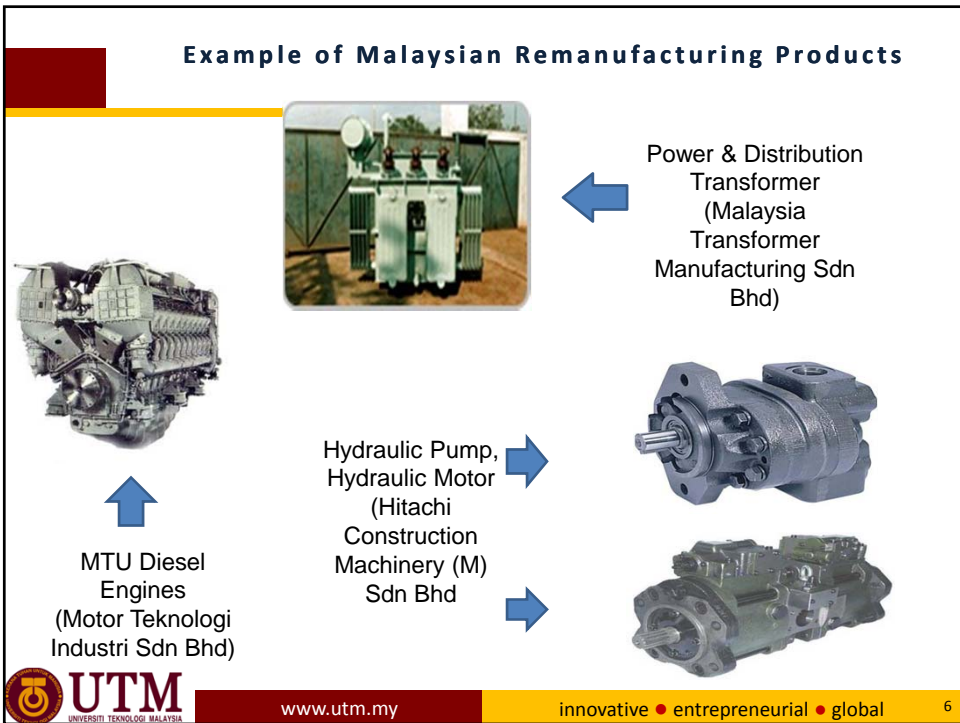 Example of Malaysian Remanufacturing Products
Power & Distribution
Transformer
(Malaysia
Transformer
Manufacturing Sdn
Bhd)
Hydraulic Pump,
Hydraulic Motor
(Hitachi
Construction
Machinery (M)
Sdn Bhd
MTU Diesel
Engines
(Motor Teknologi
Industri Sdn Bhd)
UTM
UNIVERSITI TEKNOLOGI MALAYSIA
www.utm.my
innovative ● entrepreneurial ● global
6